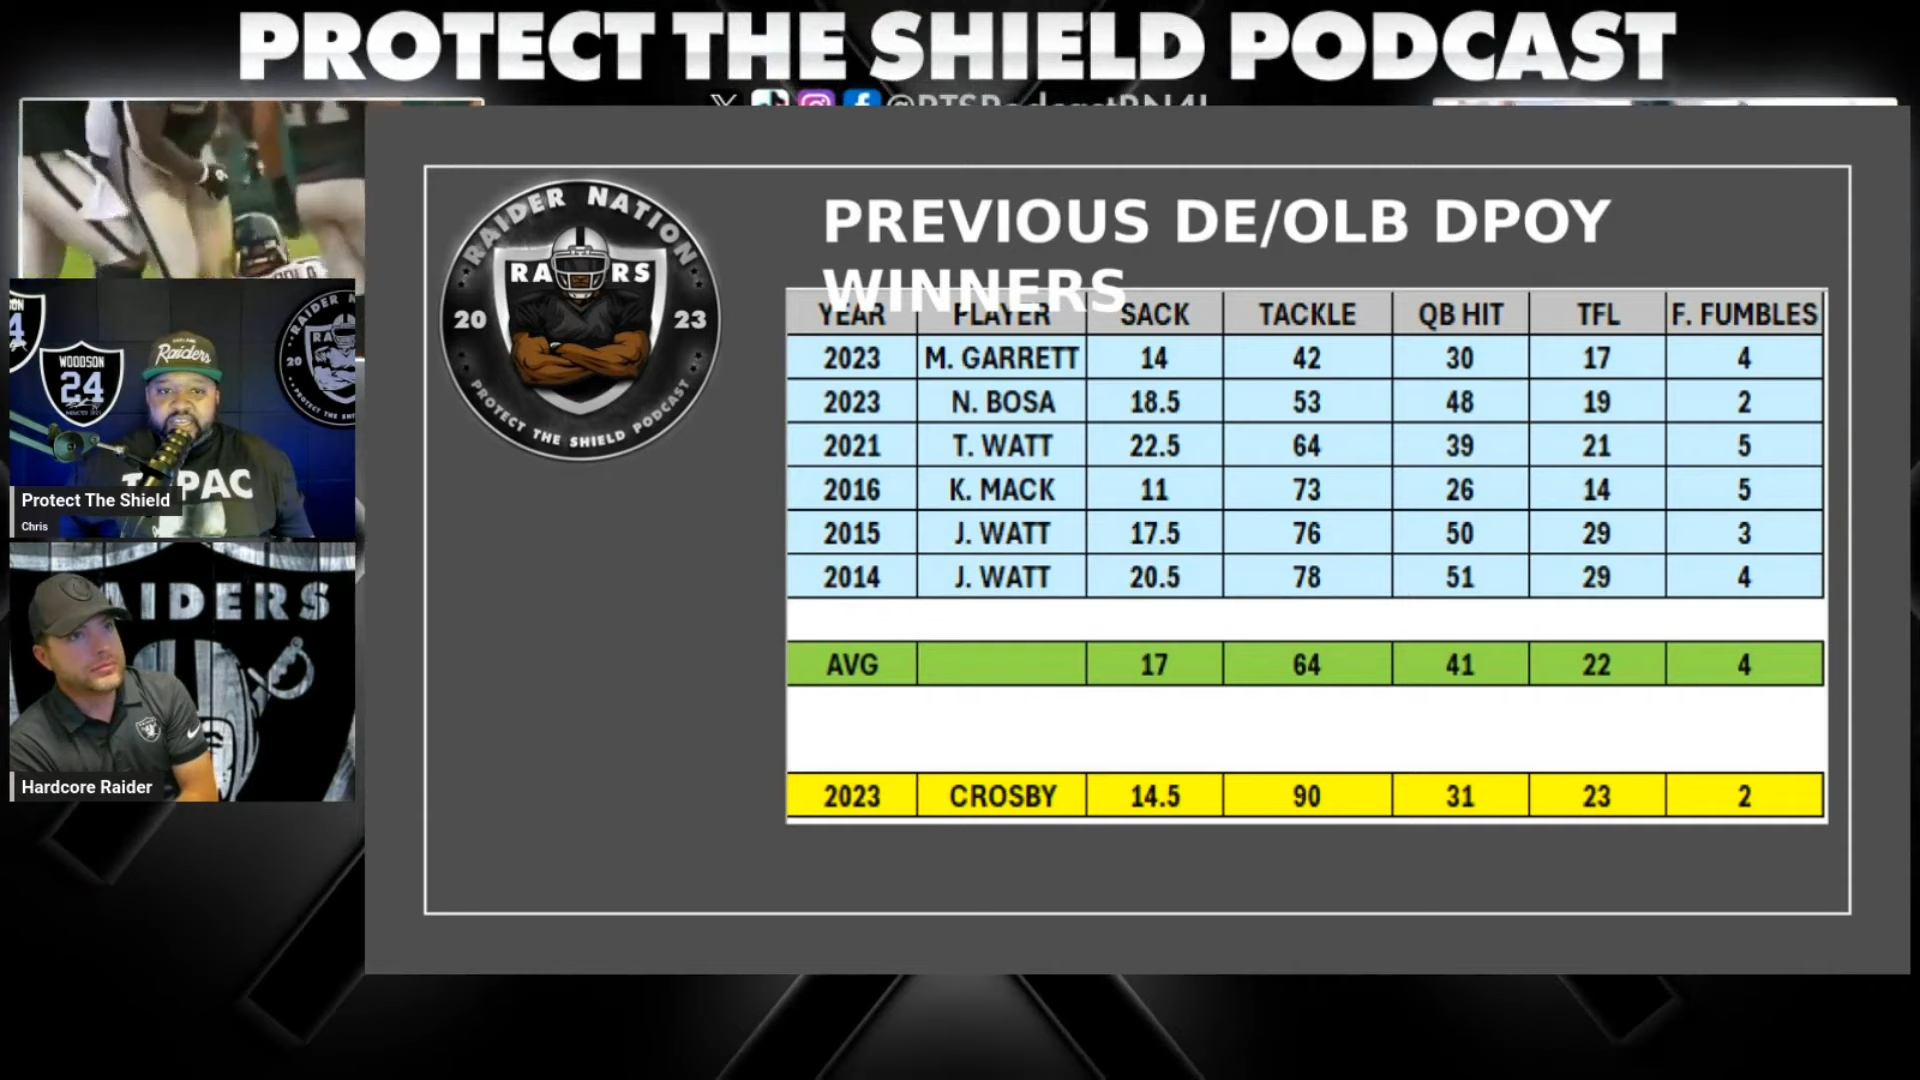 PROTECT THE SHIELD PODCAST
@PTSPodcastRN4L
RAIDER NATION
RA RS
20 23
PROTECT THE SHIELD PODCAST
PREVIOUS DE/OLB DPOY
WINNERS
YEAR PLAYER SACK TACKLE QB HIT TFL F. FUMBLES
2023 M. GARRETT 14 42 30 17 4
2023 N. BOSA 18.5 53 48 19 2
2021 T. WATT 22.5 64 39 21 5
2016 K. MACK 11 73 26 14 5
2015 J. WATT 17.5 76 50 29 3
2014 J. WATT 20.5 78 51 29 4
AVG 17 64 41 22 4
2023 CROSBY 14.5 90 31 23 2
WOODSON
24
Raiders
PAC
RAIDER N
RA
20
Protect The Shield
Chris
AIDERS
Hardcore Raider